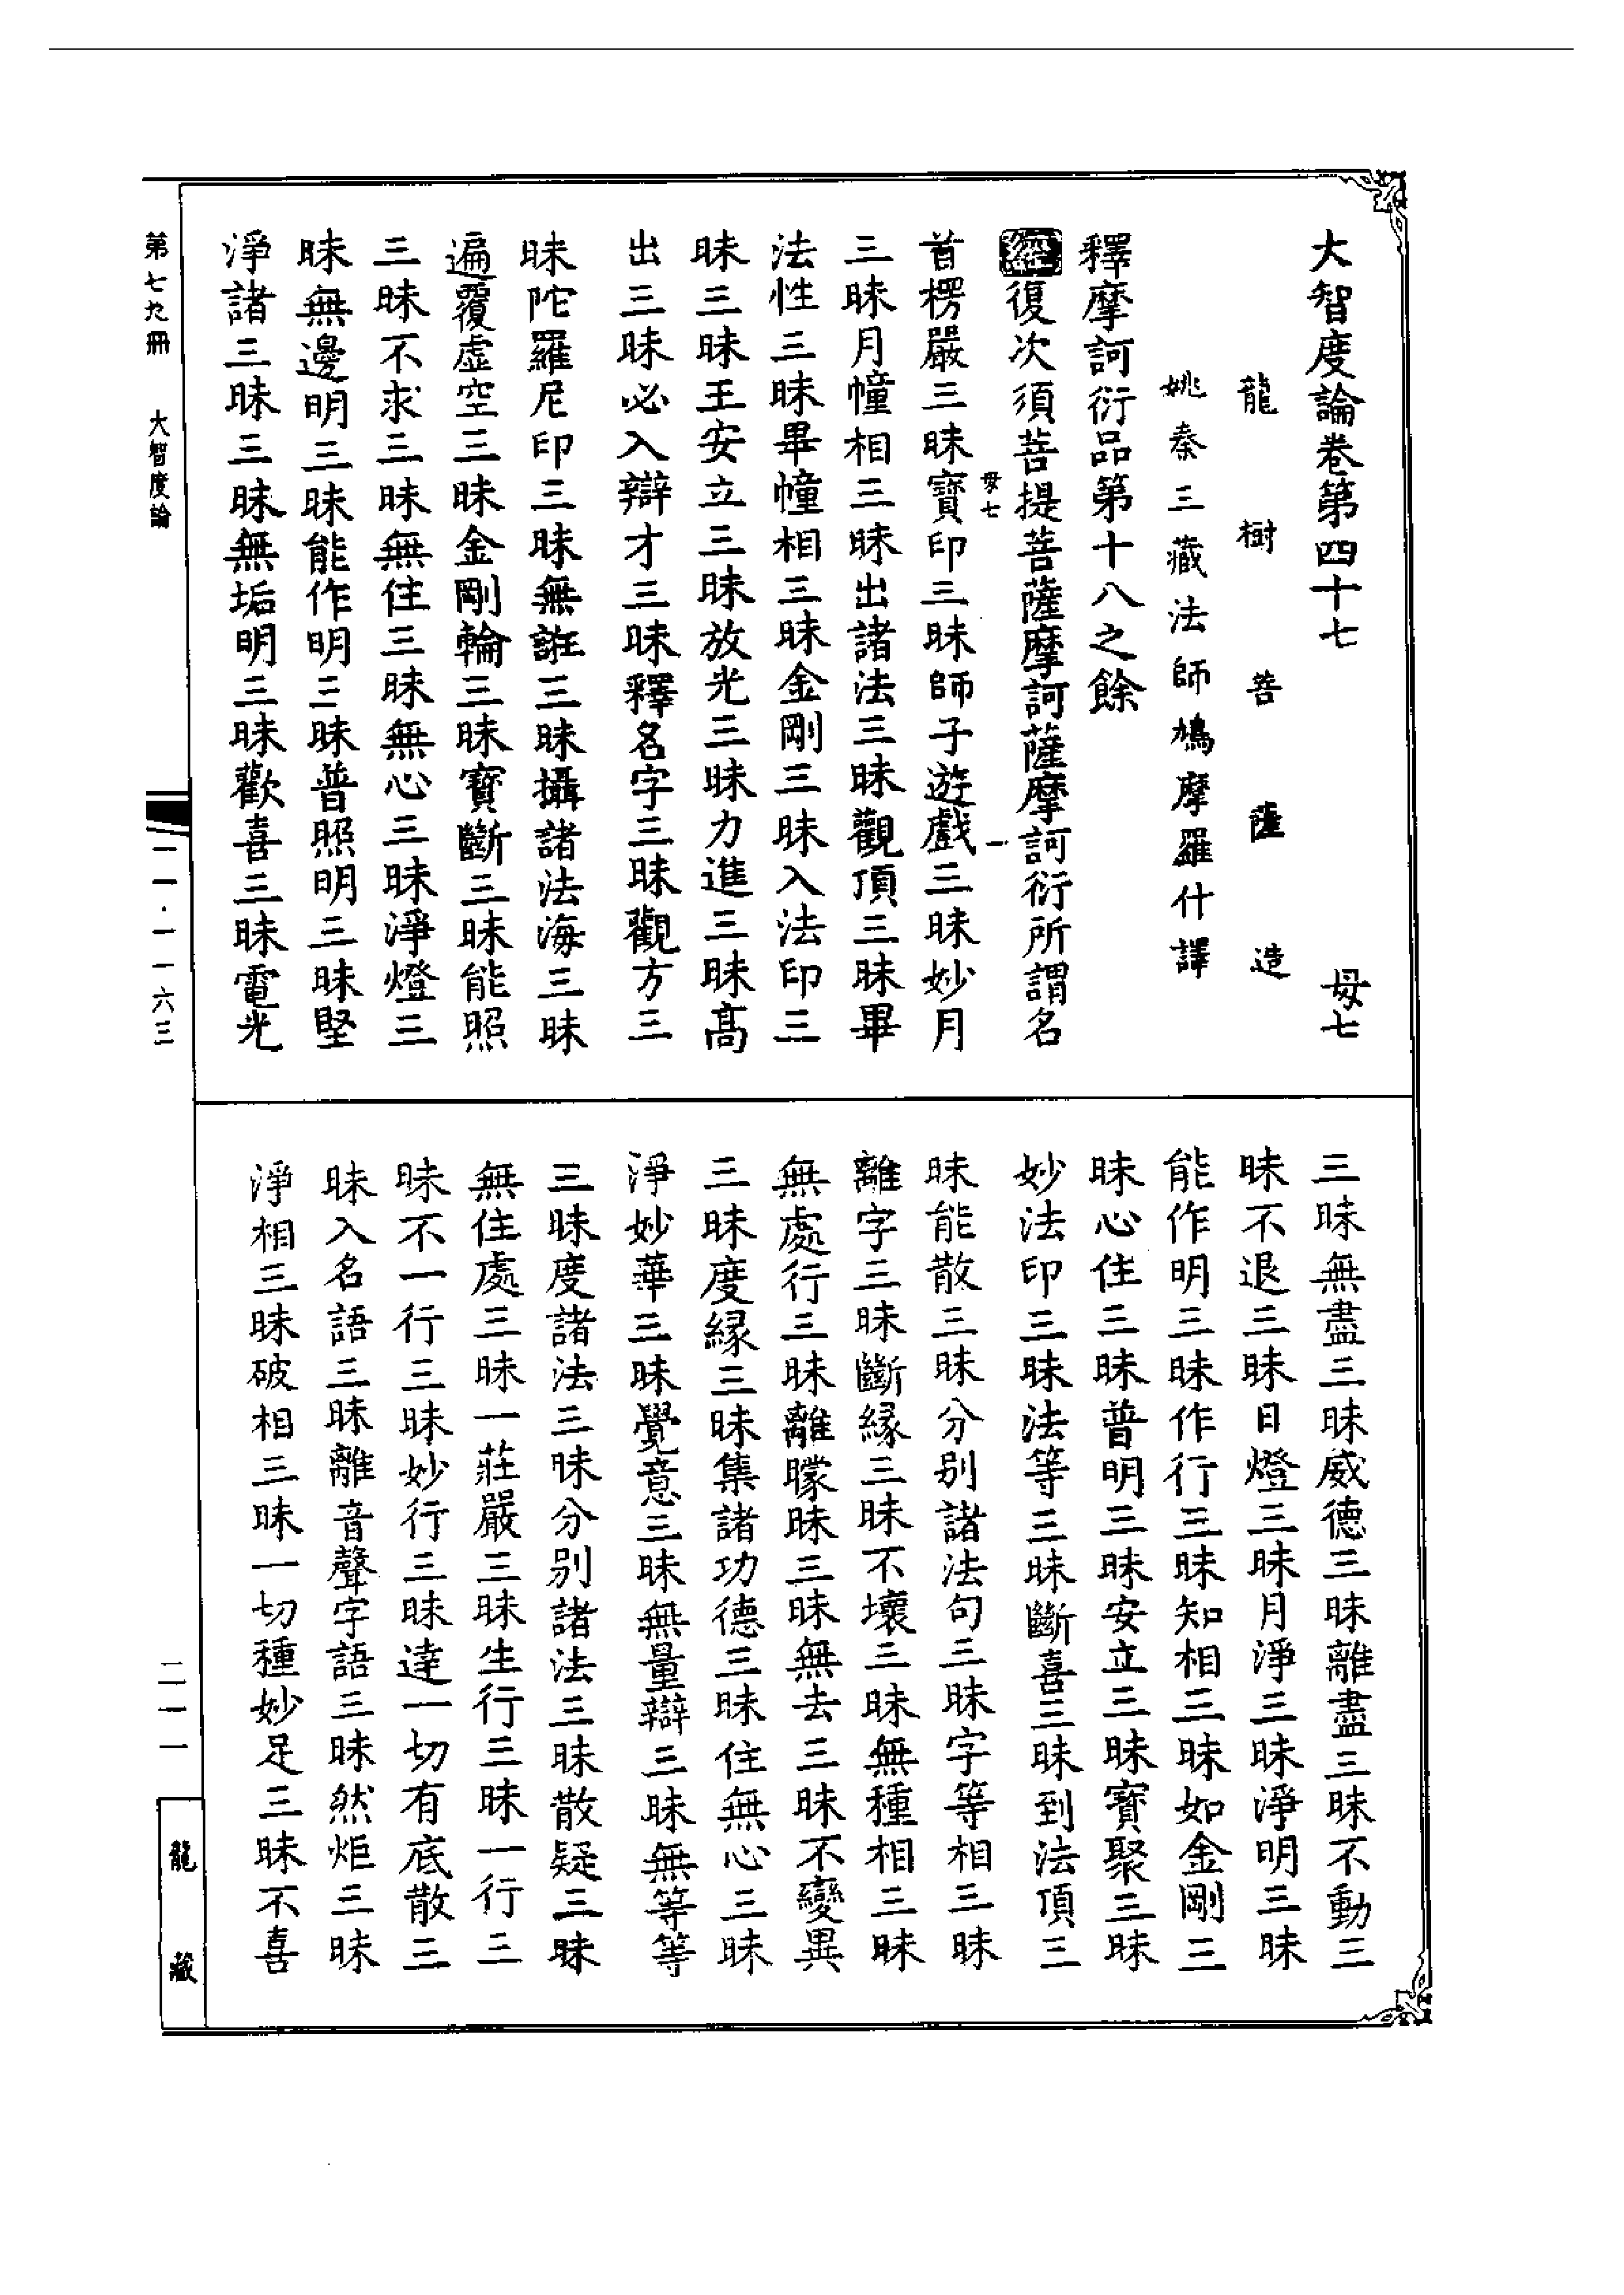 大智度論卷第四十七　母七
龍樹菩薩造
姚秦三藏法師鳩摩羅什譯
釋摩訶衍品第十八之餘
經復次須菩提菩薩摩訶薩摩訶衍所謂名
母七　一
首楞嚴三昧寶印三昧師子遊戲三昧妙月
三昧月幢相三昧出諸法三昧觀頂三昧畢
法性三昧畢幢相三昧金剛三昧入法印三
昧三昧王安立三昧放光三昧力進三昧高
出三昧必入辯才三昧釋名字三昧觀方三
昧陀羅尼印三昧無誑三昧攝諸法海三昧
遍覆虛空三昧金剛輪三昧寶斷三昧能照
三昧不求三昧無住三昧無心三昧淨燈三
昧無邊明三昧能作明三昧普照明三昧堅
淨諸三昧三昧無垢明三昧歡喜三昧電光
三昧無盡三昧威德三昧離盡三昧不動三
昧不退三昧日燈三昧月淨三昧淨明三昧
能作明三昧作行三昧知相三昧如金剛三
昧心住三昧普明三昧安立三昧寶聚三昧
妙法印三昧法等三昧斷喜三昧到法頂三
昧能散三昧分別諸法句三昧字等相三昧
離字三昧斷緣三昧不壞三昧無種相三昧
無處行三昧離矇昧三昧無去三昧不變異
三昧度緣三昧集諸功德三昧住無心三昧
淨妙華三昧覺意三昧無量辯三昧無等等
三昧度諸法三昧分別諸法三昧散疑三昧
無住處三昧一莊嚴三昧生行三昧一行三
昧不一行三昧妙行三昧達一切有底散三
昧入名語三昧離音聲字語三昧然炬三昧
淨相三昧破相三昧一切種妙足三昧不喜
第七九冊　大智度論
一一·一一六三
二一一
龍藏